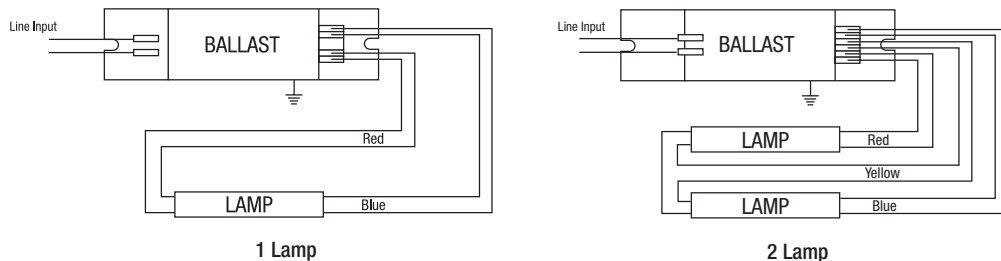 Line Input
BALLAST
Red
LAMP
Blue
1 Lamp
Line Input
BALLAST
LAMP
Red
Yellow
LAMP
Blue
2 Lamp